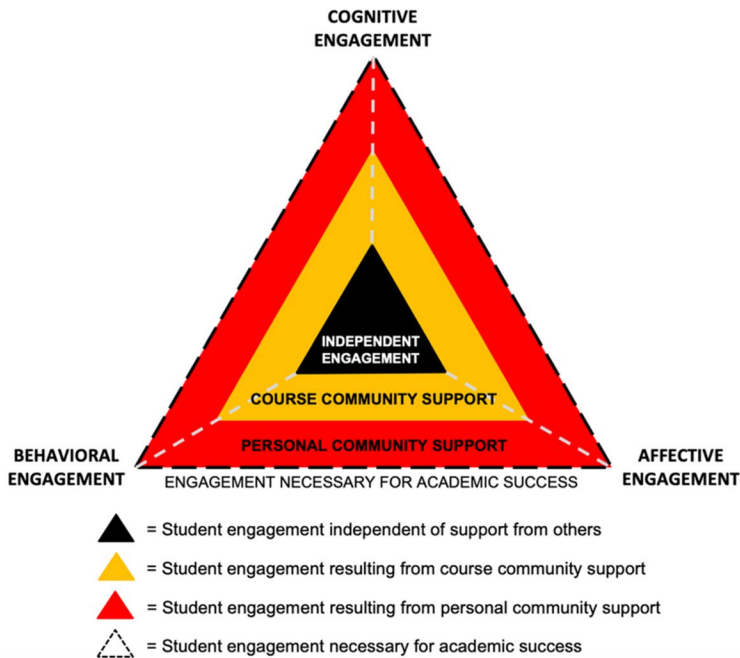 COGNITIVE
ENGAGEMENT
INDEPENDENT
ENGAGEMENT
COURSE COMMUNITY SUPPORT
PERSONAL COMMUNITY SUPPORT
BEHAVIORAL
ENGAGEMENT
AFFECTIVE
ENGAGEMENT
ENGAGEMENT NECESSARY FOR ACADEMIC SUCCESS
= Student engagement independent of support from others
= Student engagement resulting from course community support
= Student engagement resulting from personal community support
= Student engagement necessary for academic success